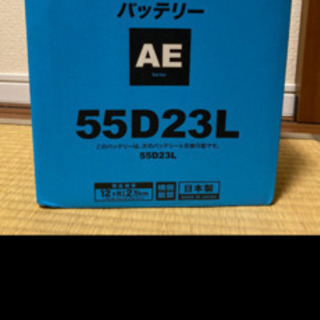 バッテリー
AE
Series
55D23L
このバッテリーは、次のバッテリーと互換可能です。
55D23L
日本製